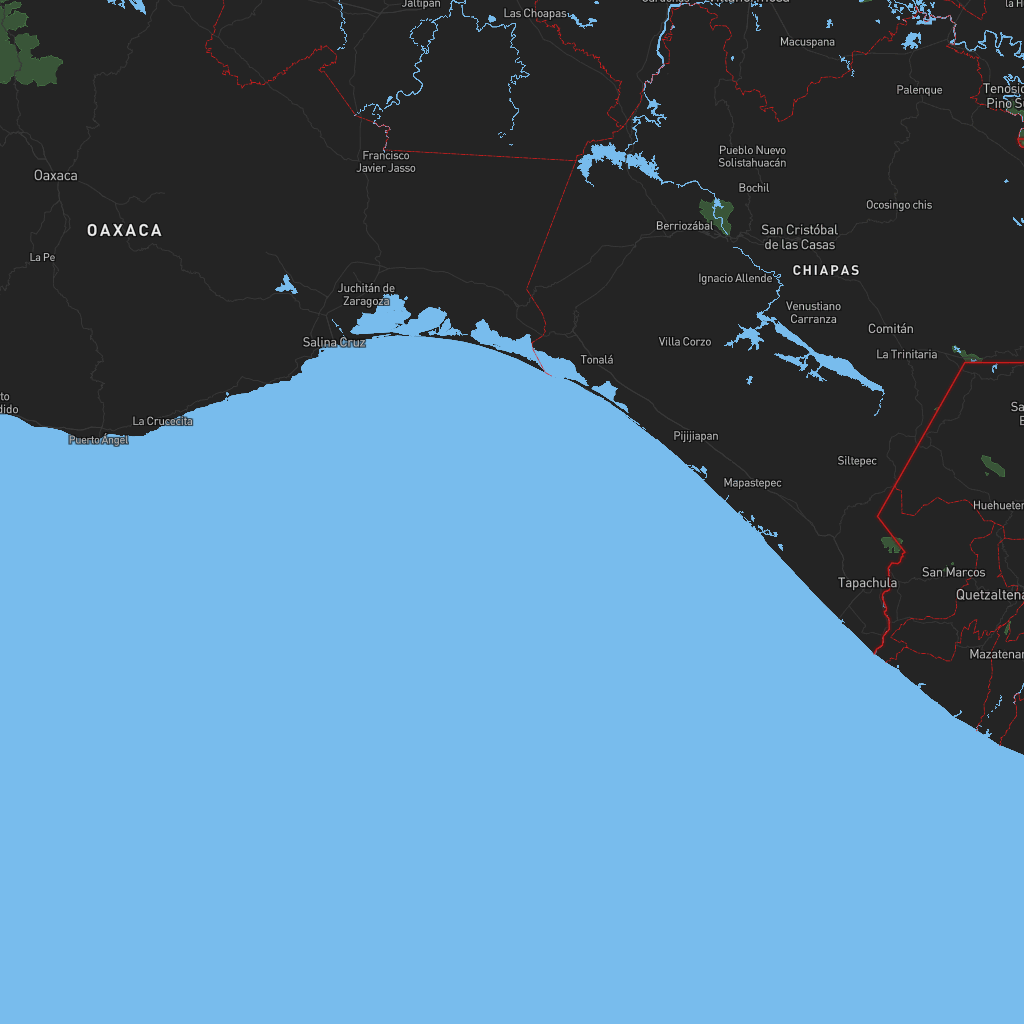 Jaltipan
Las Choapas
Macuspana
Palenque
Francisco
Javier Jasso
Pueblo Nuevo
Solistahuacán
Oaxaca
Bochil
Ocosingo chis
OAXACA
Berriozábal
San Cristóbal
de las Casas
La Pe
CHIAPAS
Ignacio Allende
Juchitán de
Zaragoza
Venustiano
Carranza
Comitán
Salina Cruz
Villa Corzo
La Trinitaria
Tonalá
La Crucecita
Puerto Ángel
Pijijiapan
Siltepec
Mapastepec
San Marcos
Tapachula